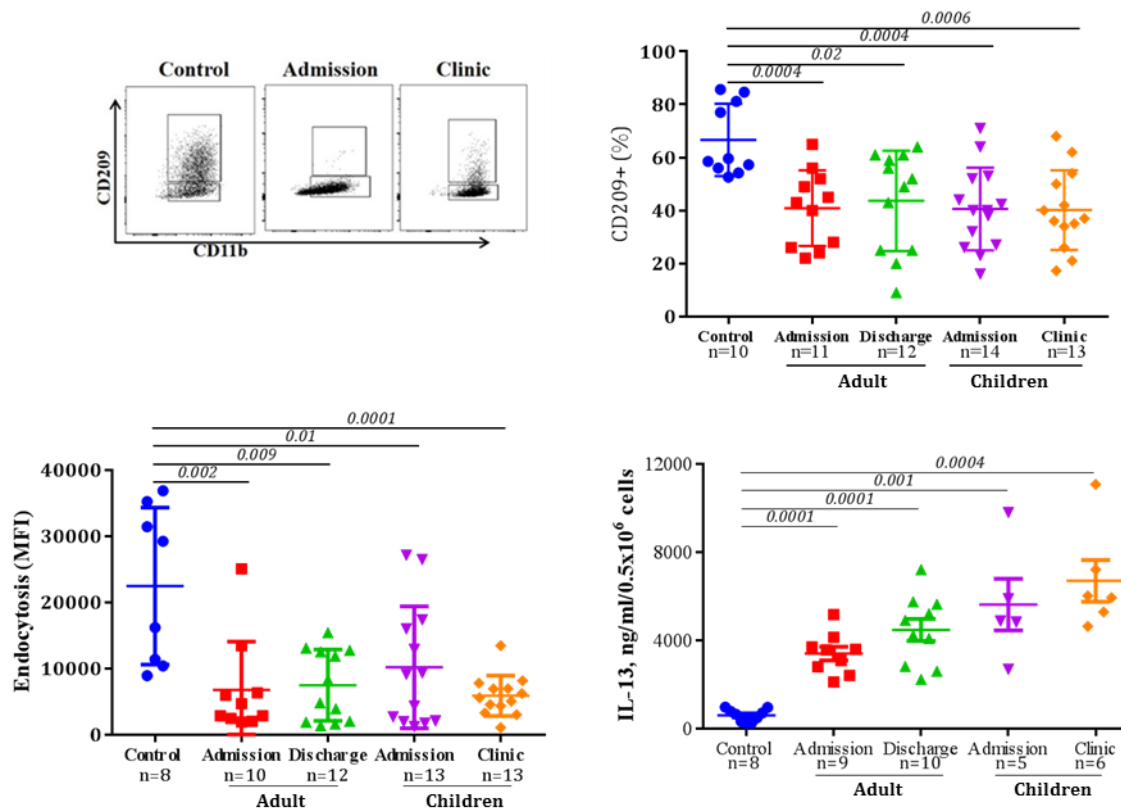 Control Admission Clinic
CD209
CD11b
0.0006
0.0004
0.02
0.0004
CD209+ (%)
100
80
60
40
20
0
Control Admission Discharge Admission Clinic
n=10 n=11 n=12 n=14 n=13
Adult Children
0.0001
0.01
0.009
0.002
Endocytosis (MFI)
40000
30000
20000
10000
0
Control Admission Discharge Admission Clinic
n=8 n=10 n=12 n=13 n=13
Adult Children
0.0004
0.001
0.0001
0.0001
IL-13, ng/ml/0.5x10⁶ cells
12000
8000
4000
0
Control Admission Discharge Admission Clinic
n=8 n=9 n=10 n=5 n=6
Adult Children